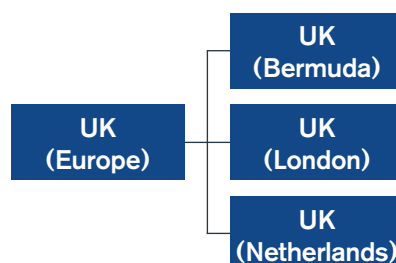 UK
(Bermuda)
UK
(Europe)
UK
(London)
UK
(Netherlands)